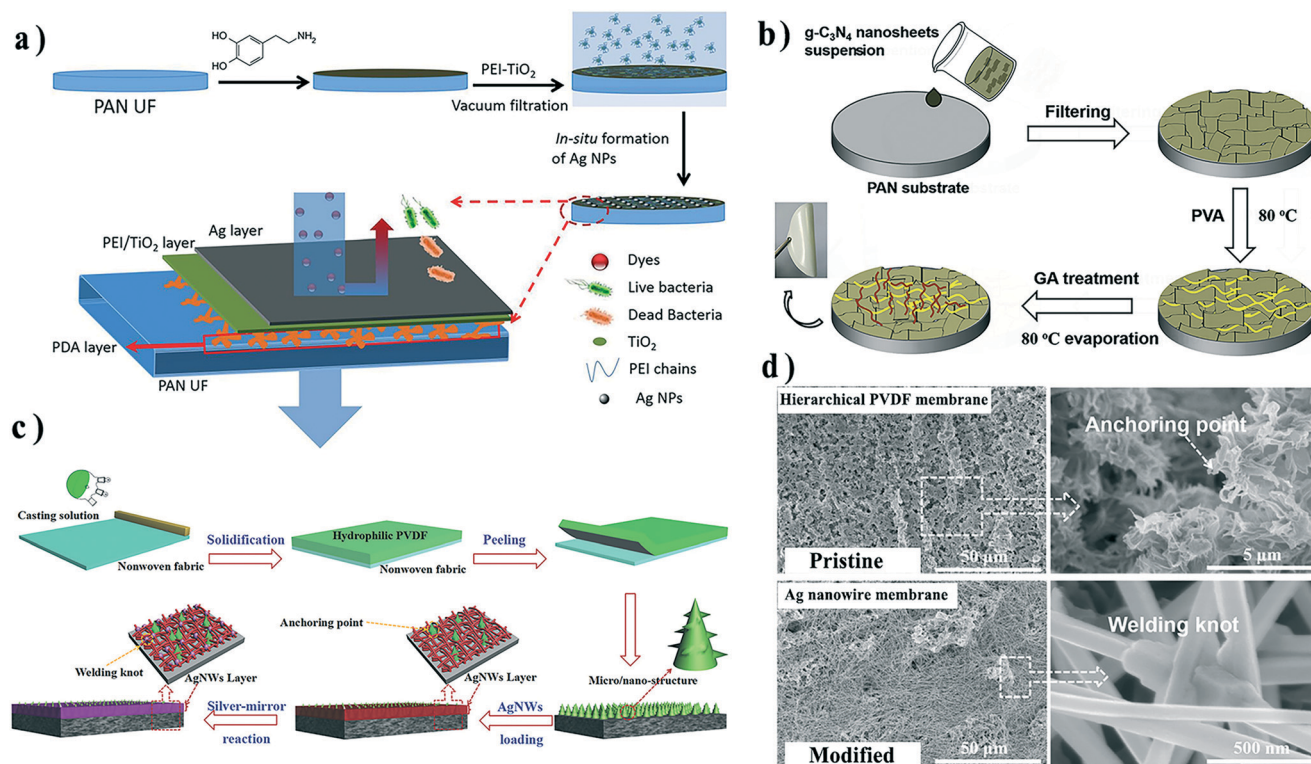 a)
HO
HO
NH2
PAN UF
PEI-TiO2
Vacuum filtration
In-situ formation
of Ag NPs
PEI/TiO2 layer
Ag layer
PDA layer
PAN UF
Dyes
Live bacteria
Dead Bacteria
TiO2
PEI chains
Ag NPs
b)
g-C3N4 nanosheets
suspension
Filtering
PAN substrate
PVA
80 °C
GA treatment
80 °C evaporation
c)
Casting solution
Nonwoven fabric
Solidification
Hydrophilic PVDF
Nonwoven fabric
Peeling
Anchoring point
Welding knot
AgNWs Layer
AgNWs Layer
Micro/nano-structure
Silver-mirror
reaction
AgNWs
loading
d)
Hierarchical PVDF membrane
Pristine
50 μm
Anchoring point
5 μm
Ag nanowire membrane
Modified
50 μm
Welding knot
500 nm